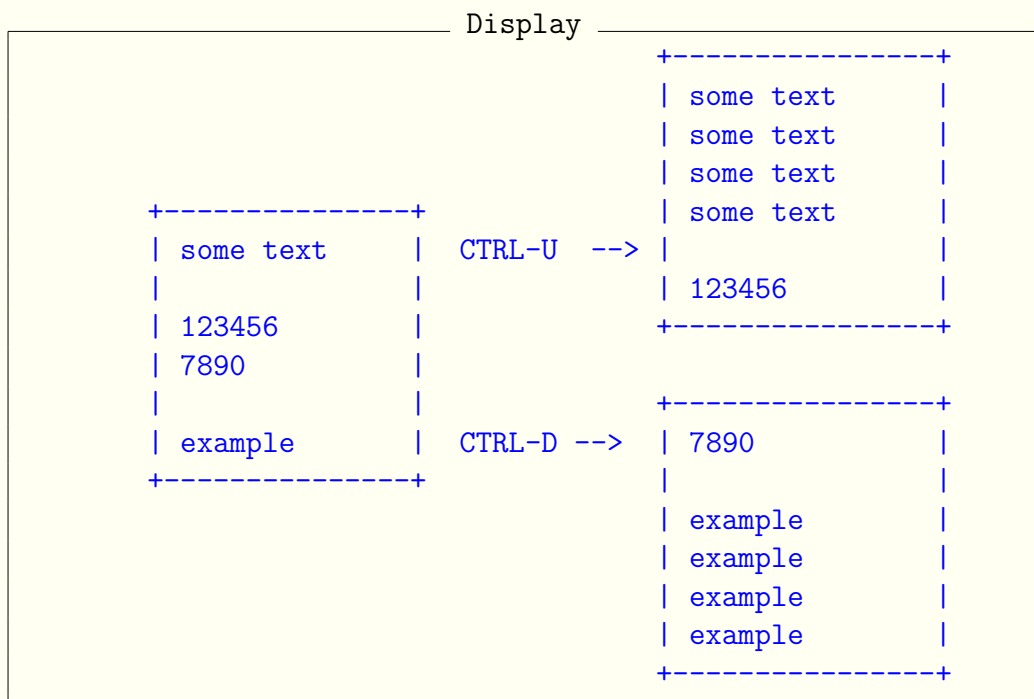 Display
                                        +----------------+
                                        | some text      |
                                        | some text      |
                                        | some text      |
         +---------------+              | some text      |
         | some text     |  CTRL-U  --> |                |
         |               |              | 123456         |
         | 123456        |              +----------------+
         | 7890          |
         |               |              +----------------+
         | example       |  CTRL-D -->  | 7890           |
         +---------------+              |                |
                                        | example        |
                                        | example        |
                                        | example        |
                                        | example        |
                                        +----------------+